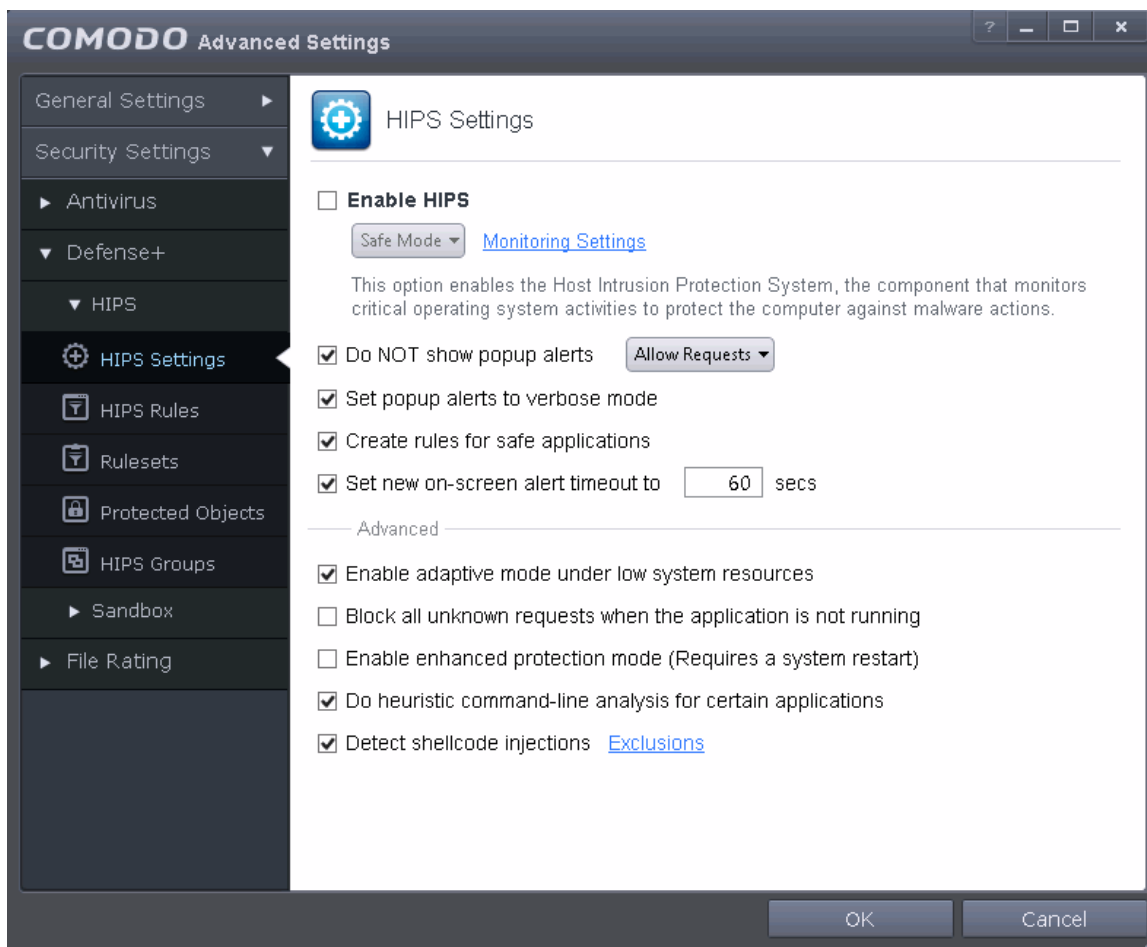 COMODO Advanced Settings
?
General Settings
Security Settings
Antivirus
Defense+
HIPS
HIPS Settings
HIPS Rules
Rulesets
Protected Objects
HIPS Groups
Sandbox
File Rating
HIPS Settings
Enable HIPS
Safe Mode Monitoring Settings
This option enables the Host Intrusion Protection System, the component that monitors
critical operating system activities to protect the computer against malware actions.
Do NOT show popup alerts Allow Requests
Set popup alerts to verbose mode
Create rules for safe applications
Set new on-screen alert timeout to 60 secs
Advanced
Enable adaptive mode under low system resources
Block all unknown requests when the application is not running
Enable enhanced protection mode (Requires a system restart)
Do heuristic command-line analysis for certain applications
Detect shellcode injections Exclusions
OK Cancel